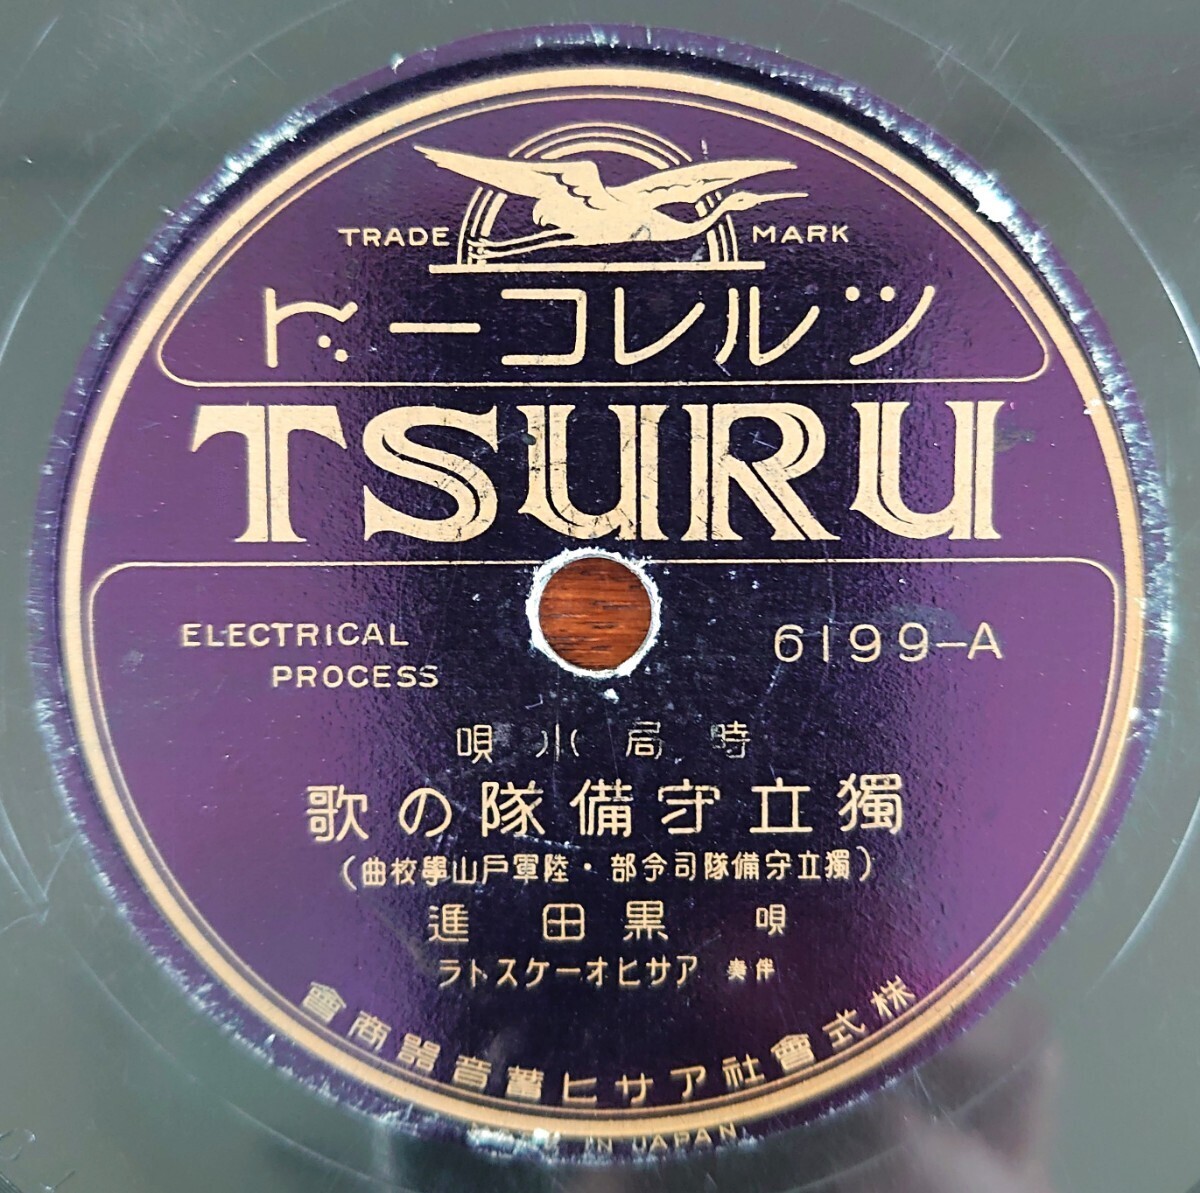 TRADE MARK
ツルレコード
TSURU
ELECTRICAL
PROCESS
6199-A
時局小唄
獨立守備隊の歌
(獨立守備隊司令部・陸軍戸山學校曲)
唄 黒田進
伴奏 アサヒオーケストラ
株式會社アサヒ蓄音器商會
IN JAPAN.